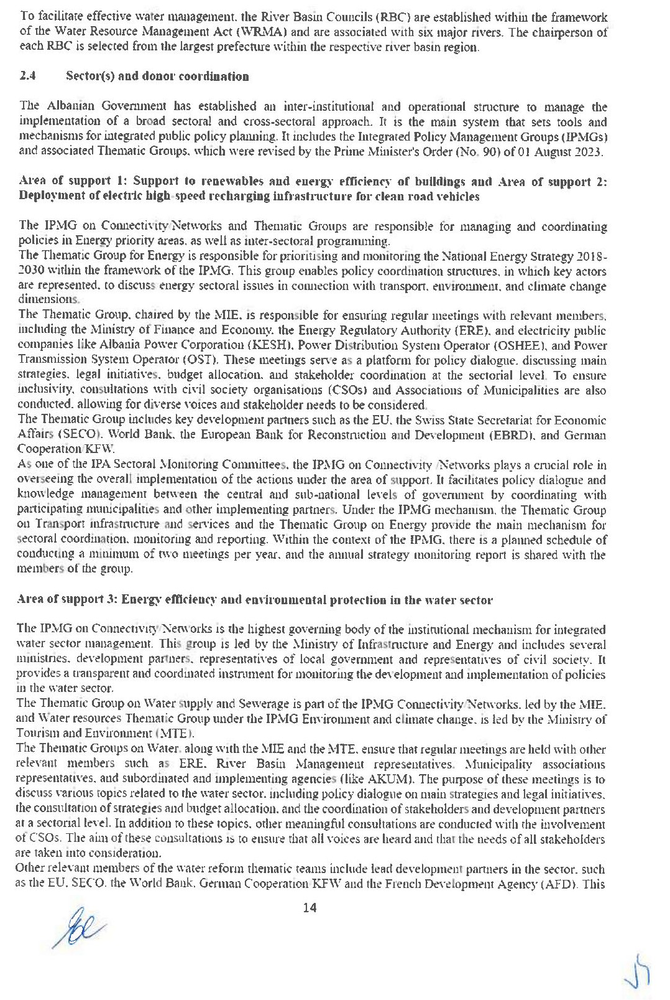 To facilitate effective water management, the River Basin Councils (RBC) are established within the framework
of the Water Resource Management Act (WRMA) and are associated with six major rivers. The chairperson of
each RBC is selected from the largest prefecture within the respective river basin region.
2.4 Sector(s) and donor coordination
The Albanian Government has established an inter-institutional and operational structure to manage the
implementation of a broad sectoral and cross-sectoral approach. It is the main system that sets tools and
mechanisms for integrated public policy planning. It includes the Integrated Policy Management Groups (IPMGs)
and associated Thematic Groups, which were revised by the Prime Minister's Order (No. 90) of 01 August 2023.
Area of support 1: Support to renewables and energy efficiency of buildings and Area of support 2:
Deployment of electric high-speed recharging infrastructure for clean road vehicles
The IPMG on Connectivity/Networks and Thematic Groups are responsible for managing and coordinating
policies in Energy priority areas, as well as inter-sectoral programming.
The Thematic Group for Energy is responsible for prioritising and monitoring the National Energy Strategy 2018-
2030 within the framework of the IPMG. This group enables policy coordination structures, in which key actors
are represented, to discuss energy sectoral issues in connection with transport, environment, and climate change
dimensions.
The Thematic Group, chaired by the MIE, is responsible for ensuring regular meetings with relevant members,
including the Ministry of Finance and Economy, the Energy Regulatory Authority (ERE), and electricity public
companies like Albania Power Corporation (KESH), Power Distribution System Operator (OSHEE), and Power
Transmission System Operator (OST). These meetings serve as a platform for policy dialogue, discussing main
strategies, legal initiatives, budget allocation, and stakeholder coordination at the sectorial level. To ensure
inclusivity, consultations with civil society organisations (CSOs) and Associations of Municipalities are also
conducted, allowing for diverse voices and stakeholder needs to be considered.
The Thematic Group includes key development partners such as the EU, the Swiss State Secretariat for Economic
Affairs (SECO), World Bank, the European Bank for Reconstruction and Development (EBRD), and German
Cooperation/KFW.
As one of the IPA Sectoral Monitoring Committees, the IPMG on Connectivity /Networks plays a crucial role in
overseeing the overall implementation of the actions under the area of support. It facilitates policy dialogue and
knowledge management between the central and sub-national levels of government by coordinating with
participating municipalities and other implementing partners. Under the IPMG mechanism, the Thematic Group
on Transport infrastructure and services and the Thematic Group on Energy provide the main mechanism for
sectoral coordination, monitoring and reporting. Within the context of the IPMG, there is a planned schedule of
conducting a minimum of two meetings per year, and the annual strategy monitoring report is shared with the
members of the group.
Area of support 3: Energy efficiency and environmental protection in the water sector
The IPMG on Connectivity/Networks is the highest governing body of the institutional mechanism for integrated
water sector management. This group is led by the Ministry of Infrastructure and Energy and includes several
ministries, development partners, representatives of local government and representatives of civil society. It
provides a transparent and coordinated instrument for monitoring the development and implementation of policies
in the water sector.
The Thematic Group on Water supply and Sewerage is part of the IPMG Connectivity/Networks, led by the MIE,
and Water resources Thematic Group under the IPMG Environment and climate change, is led by the Ministry of
Tourism and Environment (MTE).
The Thematic Groups on Water, along with the MIE and the MTE, ensure that regular meetings are held with other
relevant members such as ERE, River Basin Management representatives, Municipality associations
representatives, and subordinated and implementing agencies (like AKUM). The purpose of these meetings is to
discuss various topics related to the water sector, including policy dialogue on main strategies and legal initiatives,
the consultation of strategies and budget allocation, and the coordination of stakeholders and development partners
at a sectorial level. In addition to these topics, other meaningful consultations are conducted with the involvement
of CSOs. The aim of these consultations is to ensure that all voices are heard and that the needs of all stakeholders
are taken into consideration.
Other relevant members of the water reform thematic teams include lead development partners in the sector, such
as the EU, SECO, the World Bank, German Cooperation KFW and the French Development Agency (AFD). This
14